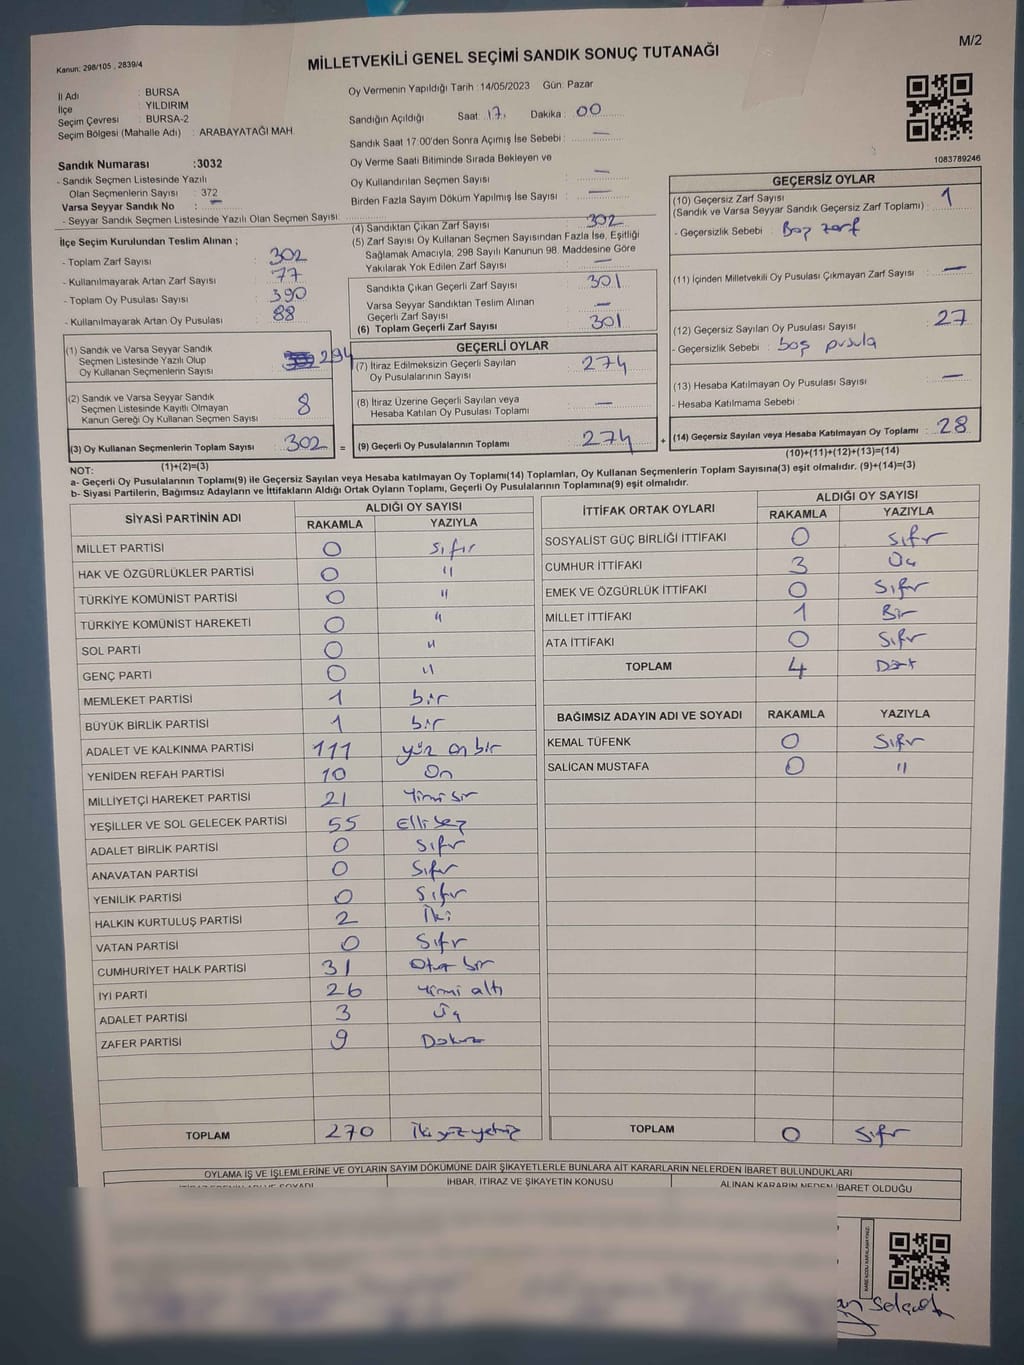 M/2
Kanun: 298/105 , 2839/4
MİLLETVEKİLİ GENEL SEÇİMİ SANDIK SONUÇ TUTANAĞI
İl Adı : BURSA
İlçe : YILDIRIM
Seçim Çevresi : BURSA-2
Seçim Bölgesi (Mahalle Adı) : ARABAYATAĞI MAH.
Sandık Numarası :3032
- Sandık Seçmen Listesinde Yazılı
Olan Seçmenlerin Sayısı : 372
Varsa Seyyar Sandık No : —
- Seyyar Sandık Seçmen Listesinde Yazılı Olan Seçmen Sayısı:
Oy Vermenin Yapıldığı Tarih :14/05/2023 Gün: Pazar
Sandığın Açıldığı Saat : 17. Dakika : 00
Sandık Saat 17:00'den Sonra Açımış İse Sebebi : —
Oy Verme Saati Bitiminde Sırada Bekleyen ve
Oy Kullandırılan Seçmen Sayısı : —
Birden Fazla Sayım Döküm Yapılmış İse Sayısı : —
1083789246
İlçe Seçim Kurulundan Teslim Alınan ;
- Toplam Zarf Sayısı : 302
- Kullanılmayarak Artan Zarf Sayısı : 77
- Toplam Oy Pusulası Sayısı : 390
- Kullanılmayarak Artan Oy Pusulası : 88
(4) Sandıktan Çıkan Zarf Sayısı : 302
(5) Zarf Sayısı Oy Kullanan Seçmen Sayısından Fazla İse, Eşitliği
Sağlamak Amacıyla, 298 Sayılı Kanunun 98. Maddesine Göre
Yakılarak Yok Edilen Zarf Sayısı : —
Sandıkta Çıkan Geçerli Zarf Sayısı : 301
Varsa Seyyar Sandıktan Teslim Alınan
Geçerli Zarf Sayısı : —
(6) Toplam Geçerli Zarf Sayısı : 301
GEÇERSİZ OYLAR
(10) Geçersiz Zarf Sayısı : 1
(Sandık ve Varsa Seyyar Sandık Geçersiz Zarf Toplamı)
- Geçersizlik Sebebi : Boş zarf
(11) İçinden Milletvekili Oy Pusulası Çıkmayan Zarf Sayısı : —
(12) Geçersiz Sayılan Oy Pusulası Sayısı : 27
- Geçersizlik Sebebi : boş pusula
(13) Hesaba Katılmayan Oy Pusulası Sayısı : —
- Hesaba Katılmama Sebebi :
(14) Geçersiz Sayılan veya Hesaba Katılmayan Oy Toplamı : 28
(10)+(11)+(12)+(13)=(14)
(1) Sandık ve Varsa Seyyar Sandık
Seçmen Listesinde Yazılı Olup
Oy Kullanan Seçmenlerin Sayısı : 294
(2) Sandık ve Varsa Seyyar Sandık
Seçmen Listesinde Kayıtlı Olmayan
Kanun Gereği Oy Kullanan Seçmen Sayısı : 8
(3) Oy Kullanan Seçmenlerin Toplam Sayısı : 302 =
(1)+(2)=(3)
GEÇERLİ OYLAR
(7) İtiraz Edilmeksizin Geçerli Sayılan
Oy Pusulalarının Sayısı : 274
(8) İtiraz Üzerine Geçerli Sayılan veya
Hesaba Katılan Oy Pusulası Toplamı : —
(9) Geçerli Oy Pusulalarının Toplamı : 274 +
NOT:
a- Geçerli Oy Pusulalarının Toplamı(9) ile Geçersiz Sayılan veya Hesaba katılmayan Oy Toplamı(14) Toplamları, Oy Kullanan Seçmenlerin Toplam Sayısına(3) eşit olmalıdır. (9)+(14)=(3)
b- Siyasi Partilerin, Bağımsız Adayların ve İttifakların Aldığı Ortak Oyların Toplamı, Geçerli Oy Pusulalarının Toplamına(9) eşit olmalıdır.
SİYASİ PARTİNİN ADI ALDIĞI OY SAYISI
RAKAMLA YAZIYLA
MİLLET PARTİSİ 0 Sıfır
HAK VE ÖZGÜRLÜKLER PARTİSİ 0 "
TÜRKİYE KOMÜNİST PARTİSİ 0 "
TÜRKİYE KOMÜNİST HAREKETİ 0 "
SOL PARTİ 0 "
GENÇ PARTİ 0 "
MEMLEKET PARTİSİ 1 bir
BÜYÜK BİRLİK PARTİSİ 1 bir
ADALET VE KALKINMA PARTİSİ 111 yüz on bir
YENİDEN REFAH PARTİSİ 10 On
MİLLİYETÇİ HAREKET PARTİSİ 21 Yirmi bir
YEŞİLLER VE SOL GELECEK PARTİSİ 55 Elli beş
ADALET BİRLİK PARTİSİ 0 Sıfır
ANAVATAN PARTİSİ 0 Sıfır
YENİLİK PARTİSİ 0 Sıfır
HALKIN KURTULUŞ PARTİSİ 2 İki
VATAN PARTİSİ 0 Sıfır
CUMHURİYET HALK PARTİSİ 31 Otuz bir
İYİ PARTİ 26 Yirmi altı
ADALET PARTİSİ 3 Üç
ZAFER PARTİSİ 9 Dokuz
TOPLAM 270 İki yüz yetmiş
İTTİFAK ORTAK OYLARI ALDIĞI OY SAYISI
RAKAMLA YAZIYLA
SOSYALİST GÜÇ BİRLİĞİ İTTİFAKI 0 Sıfır
CUMHUR İTTİFAKI 3 Üç
EMEK VE ÖZGÜRLÜK İTTİFAKI 0 Sıfır
MİLLET İTTİFAKI 1 Bir
ATA İTTİFAKI 0 Sıfır
TOPLAM 4 Dört
BAĞIMSIZ ADAYIN ADI VE SOYADI RAKAMLA YAZIYLA
KEMAL TÜFENK 0 Sıfır
SALİCAN MUSTAFA 0 "
TOPLAM 0 Sıfır
OYLAMA İŞ VE İŞLEMLERİNE VE OYLARIN SAYIM DÖKÜMÜNE DAİR ŞİKAYETLERLE BUNLARA AİT KARARLARIN NELERDEN İBARET BULUNDUKLARI
İHBAR, İTİRAZ VE ŞİKAYETİN KONUSU
ALINAN KARARIN NEDEN İBARET OLDUĞU